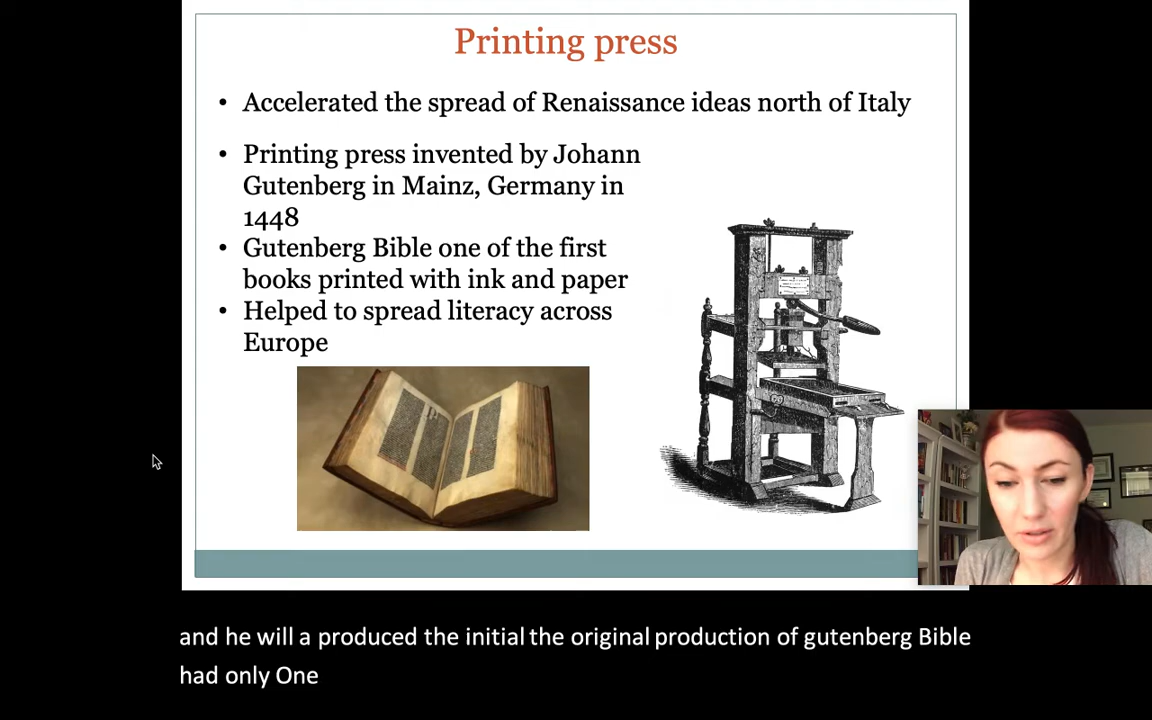 Printing press
• Accelerated the spread of Renaissance ideas north of Italy
• Printing press invented by Johann
Gutenberg in Mainz, Germany in
1448
• Gutenberg Bible one of the first
books printed with ink and paper
• Helped to spread literacy across
Europe
and he will a produced the initial the original production of gutenberg Bible
had only One